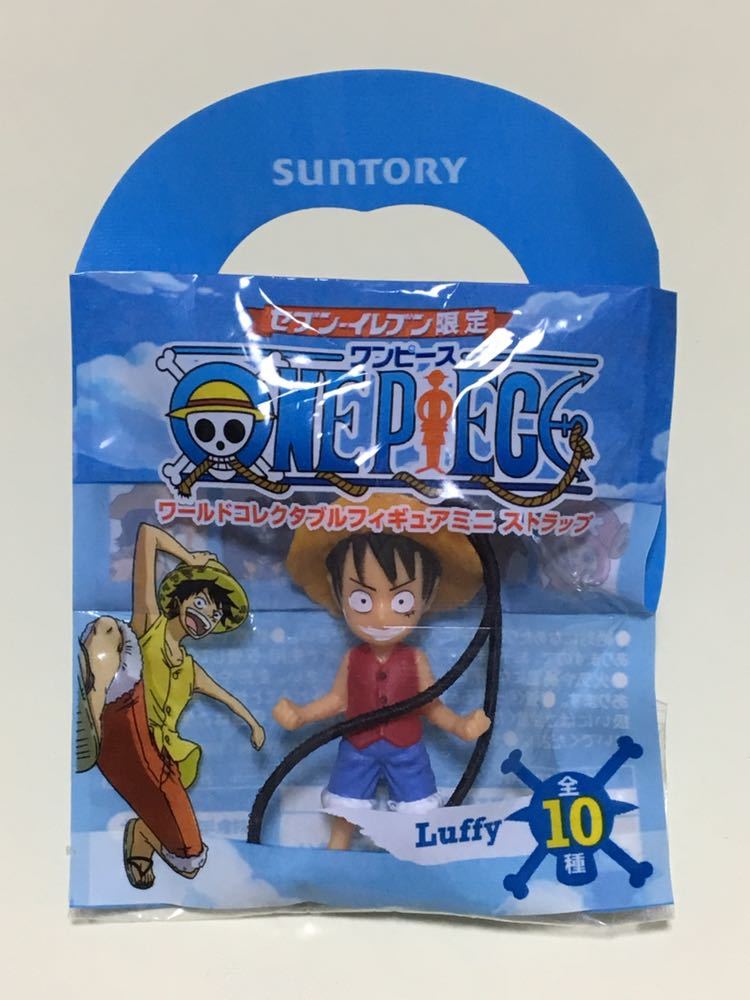 SUNTORY
セブン-イレブン限定
ワンピース
ONE PIECE
ワールドコレクタブルフィギュアミニ ストラップ
Luffy
全
10
種